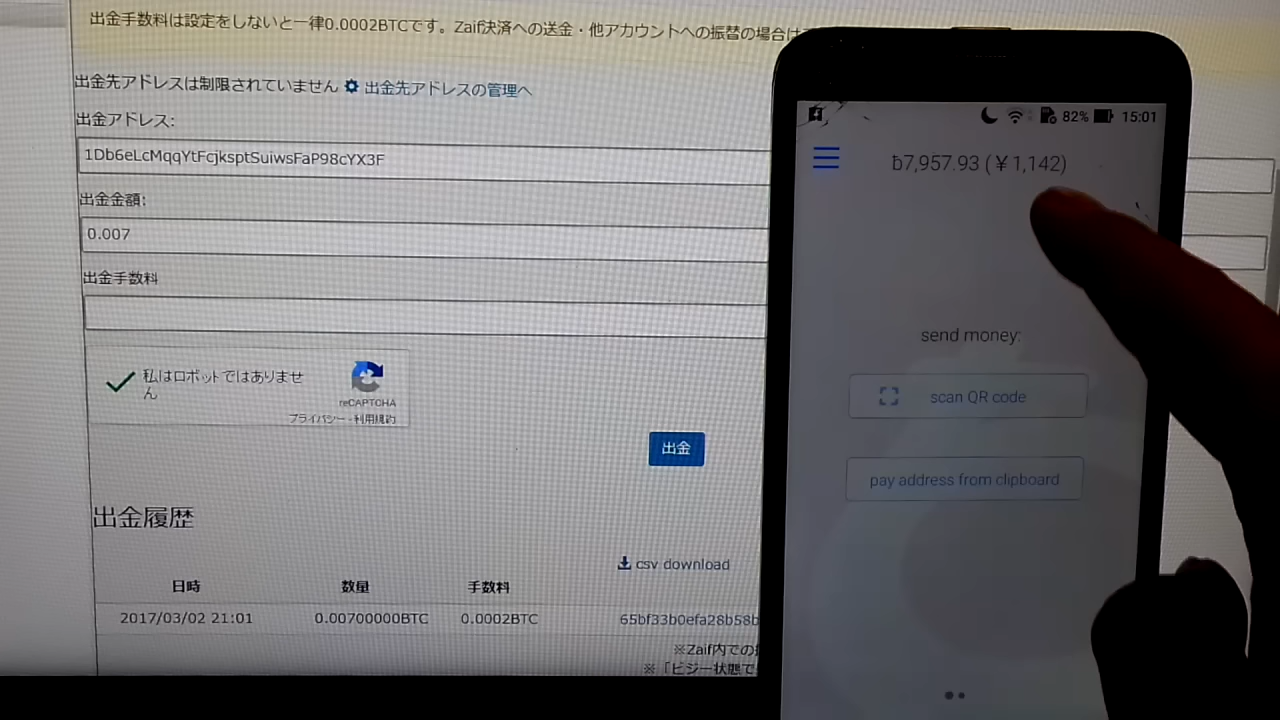 出金手数料は設定をしないと一律0.0002BTCです。Zaif決済への送金・他アカウントへの振替の場合は
出金先アドレスは制限されていません 出金先アドレスの管理へ
出金アドレス:
1Db6eLcMqqYtFcjksptSuiwsFaP98cYX3F
出金金額:
0.007
出金手数料
私はロボットではありませ
ん
reCAPTCHA
プライバシー - 利用規約
出金
出金履歴
csv download
日時 数量 手数料
2017/03/02 21:01 0.00700000BTC 0.0002BTC 65bf33b0efa28b58b
※Zaif内での
※「ビジー状態で
82% 15:01
ƀ7,957.93 (¥1,142)
send money:
scan QR code
pay address from clipboard